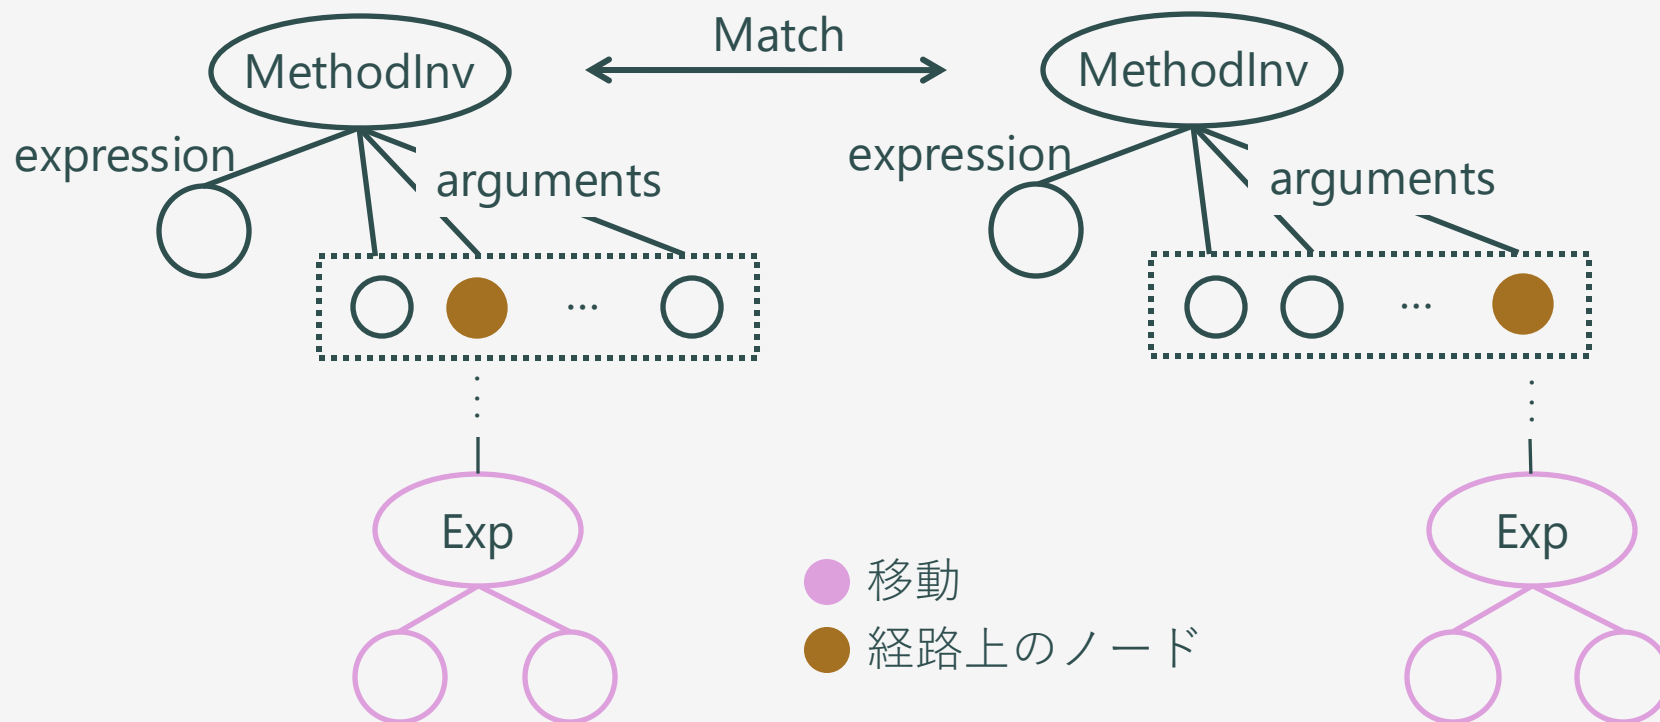 Match
MethodInv
MethodInv
expression
arguments
expression
arguments
...
...
Exp
Exp
移動
経路上のノード